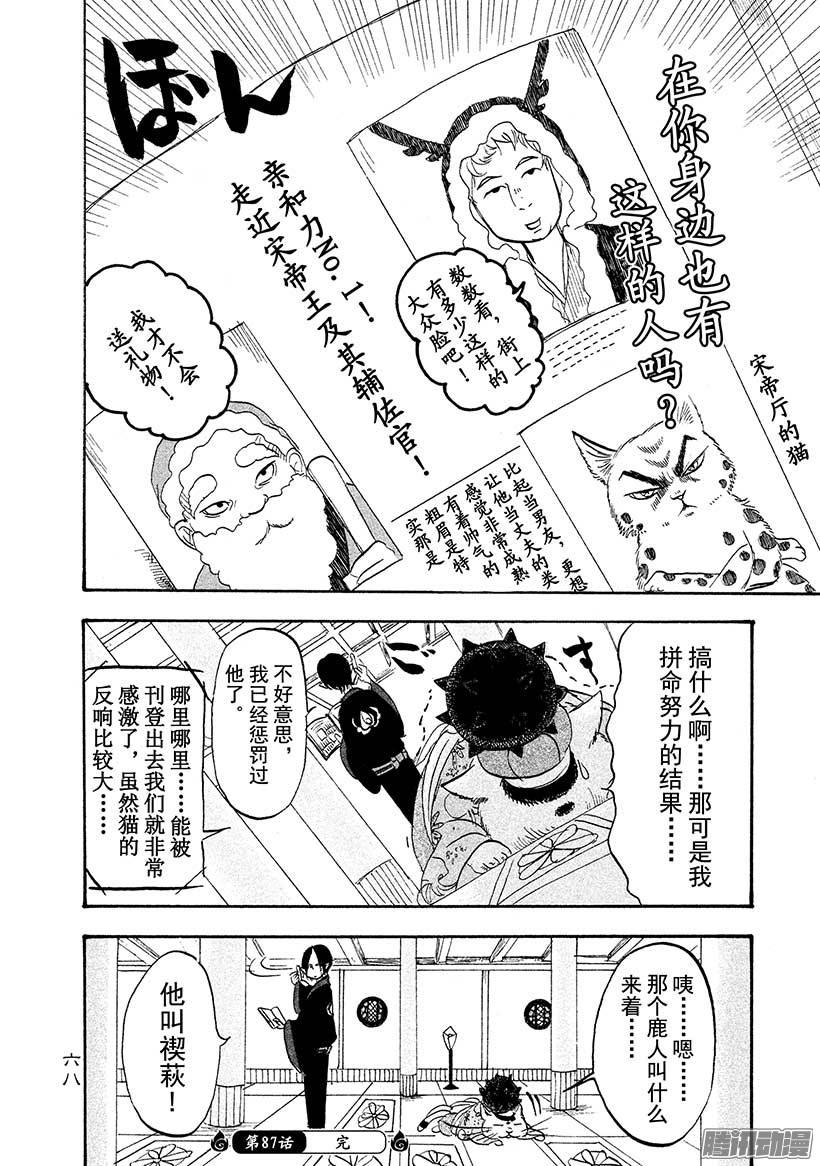 在你身边也有
这样的人吗？
ぼん
数数看，街上
有多少这样的
大众脸吧！
亲和力NO.1！
走近宋帝王及其辅佐官！
我才不会
送礼物！
宋帝厅的猫
比起当男友，更想
让他当丈夫的类
感觉非常成熟
有着帅气的
粗眉是特
实那是
搞什么啊……那可是我
拼命努力的结果……
不好意思，
我已经惩罚过
他了。
哪里哪里……能被
刊登出去我们就非常
感激了，虽然猫的
反响比较大……
咦……嗯……
那个鹿人叫什么
来着……
他叫禊萩！
第87话 完
六八
腾讯动漫